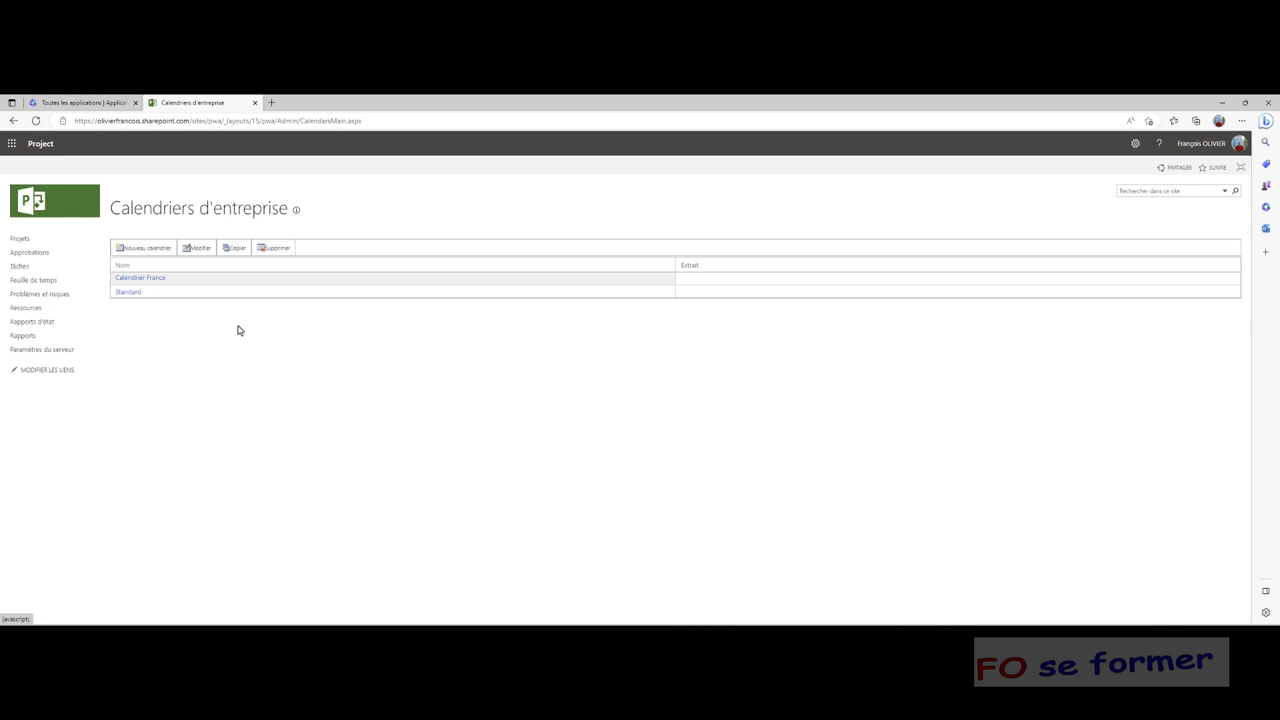 Toutes les applications | Applicati
Calendriers d'entreprise
https://olivierfrancois.sharepoint.com/sites/pwa/_layouts/15/pwa/Admin/CalendarsMain.aspx
Project
François OLIVIER
PARTAGER
SUIVRE
Rechercher dans ce site
P
Calendriers d'entreprise
Projets
Approbations
Tâches
Feuille de temps
Problèmes et risques
Ressources
Rapports d'état
Rapports
Paramètres du serveur
MODIFIER LES LIENS
Nouveau calendrier
Modifier
Copier
Supprimer
Nom
Extrait
Calendrier France
Standard
javascript:
FO se former